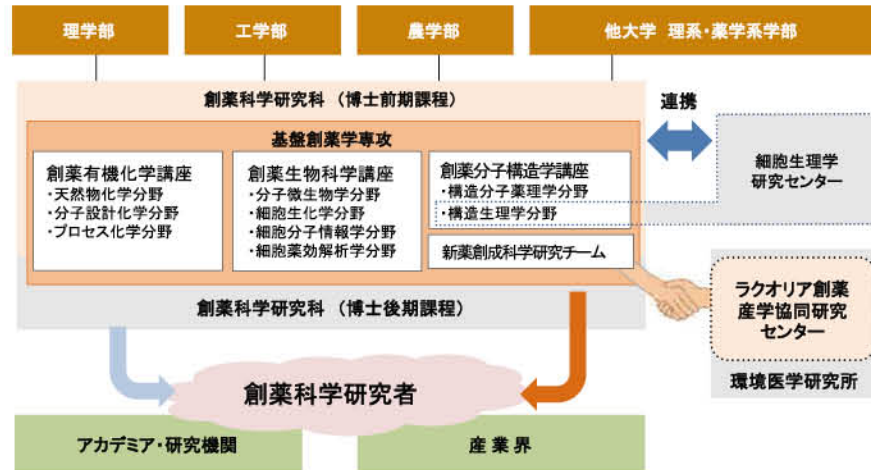 理学部
工学部
農学部
他大学 理系・薬学系学部
創薬科学研究科 （博士前期課程）
連携
基盤創薬学専攻
創薬有機化学講座
・天然物化学分野
・分子設計化学分野
・プロセス化学分野
創薬生物科学講座
・分子微生物学分野
・細胞生化学分野
・細胞分子情報学分野
・細胞薬効解析学分野
創薬分子構造学講座
・構造分子薬理学分野
・構造生理学分野
新薬創成科学研究チーム
細胞生理学
研究センター
創薬科学研究科 （博士後期課程）
ラクオリア創薬
産学協同研究
センター
環境医学研究所
創薬科学研究者
アカデミア・研究機関
産業界